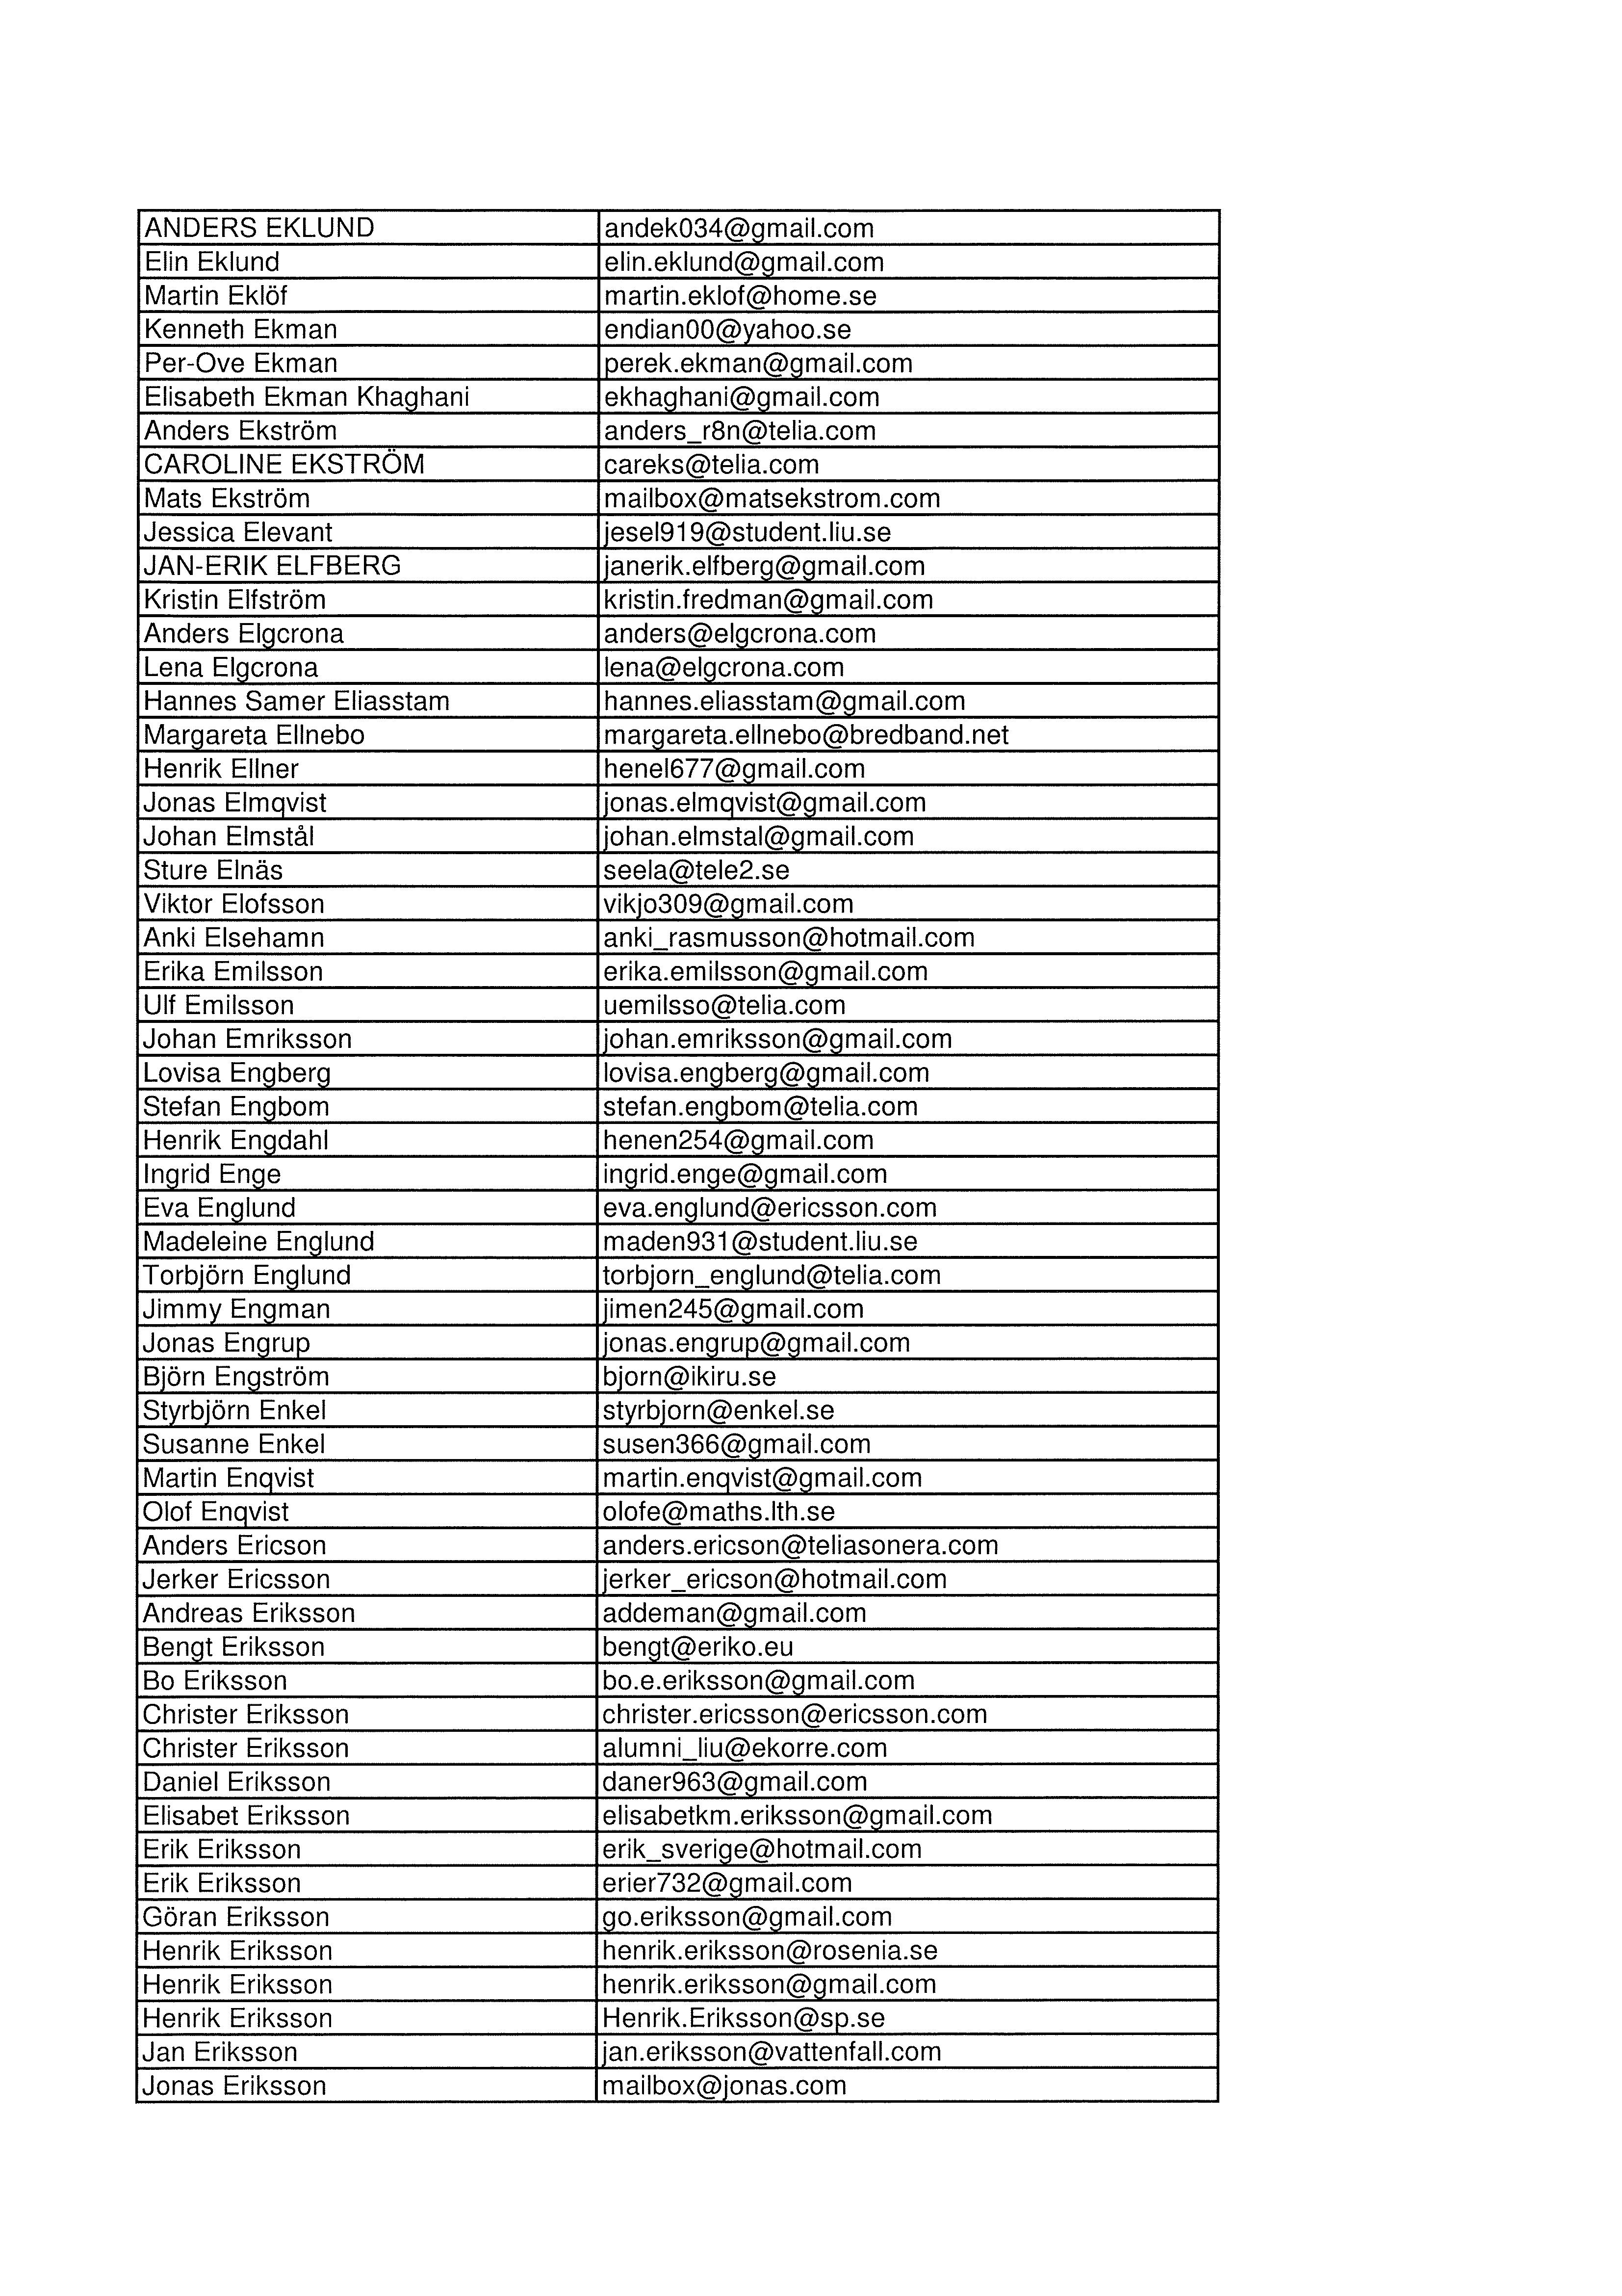 ANDERS EKLUND andek034@gmail.com
Elin Eklund elin.eklund@gmail.com
Martin Eklöf martin.eklof@home.se
Kenneth Ekman endian00@yahoo.se
Per-Ove Ekman perek.ekman@gmail.com
Elisabeth Ekman Khaghani ekhaghani@gmail.com
Anders Ekström anders_r8n@telia.com
CAROLINE EKSTRÖM careks@telia.com
Mats Ekström mailbox@matsekstrom.com
Jessica Elevant jesel919@student.liu.se
JAN-ERIK ELFBERG janerik.elfberg@gmail.com
Kristin Elfström kristin.fredman@gmail.com
Anders Elgcrona anders@elgcrona.com
Lena Elgcrona lena@elgcrona.com
Hannes Samer Eliasstam hannes.eliasstam@gmail.com
Margareta Ellnebo margareta.ellnebo@bredband.net
Henrik Ellner henel677@gmail.com
Jonas Elmqvist jonas.elmqvist@gmail.com
Johan Elmstål johan.elmstal@gmail.com
Sture Elnäs seela@tele2.se
Viktor Elofsson vikjo309@gmail.com
Anki Elsehamn anki_rasmusson@hotmail.com
Erika Emilsson erika.emilsson@gmail.com
Ulf Emilsson uemilsso@telia.com
Johan Emriksson johan.emriksson@gmail.com
Lovisa Engberg lovisa.engberg@gmail.com
Stefan Engbom stefan.engbom@telia.com
Henrik Engdahl henen254@gmail.com
Ingrid Enge ingrid.enge@gmail.com
Eva Englund eva.englund@ericsson.com
Madeleine Englund maden931@student.liu.se
Torbjörn Englund torbjorn_englund@telia.com
Jimmy Engman jimen245@gmail.com
Jonas Engrup jonas.engrup@gmail.com
Björn Engström bjorn@ikiru.se
Styrbjörn Enkel styrbjorn@enkel.se
Susanne Enkel susen366@gmail.com
Martin Enqvist martin.enqvist@gmail.com
Olof Enqvist olofe@maths.lth.se
Anders Ericson anders.ericson@teliasonera.com
Jerker Ericsson jerker_ericson@hotmail.com
Andreas Eriksson addeman@gmail.com
Bengt Eriksson bengt@eriko.eu
Bo Eriksson bo.e.eriksson@gmail.com
Christer Eriksson christer.ericsson@ericsson.com
Christer Eriksson alumni_liu@ekorre.com
Daniel Eriksson daner963@gmail.com
Elisabet Eriksson elisabetkm.eriksson@gmail.com
Erik Eriksson erik_sverige@hotmail.com
Erik Eriksson erier732@gmail.com
Göran Eriksson go.eriksson@gmail.com
Henrik Eriksson henrik.eriksson@rosenia.se
Henrik Eriksson henrik.eriksson@gmail.com
Henrik Eriksson Henrik.Eriksson@sp.se
Jan Eriksson jan.eriksson@vattenfall.com
Jonas Eriksson mailbox@jonas.com